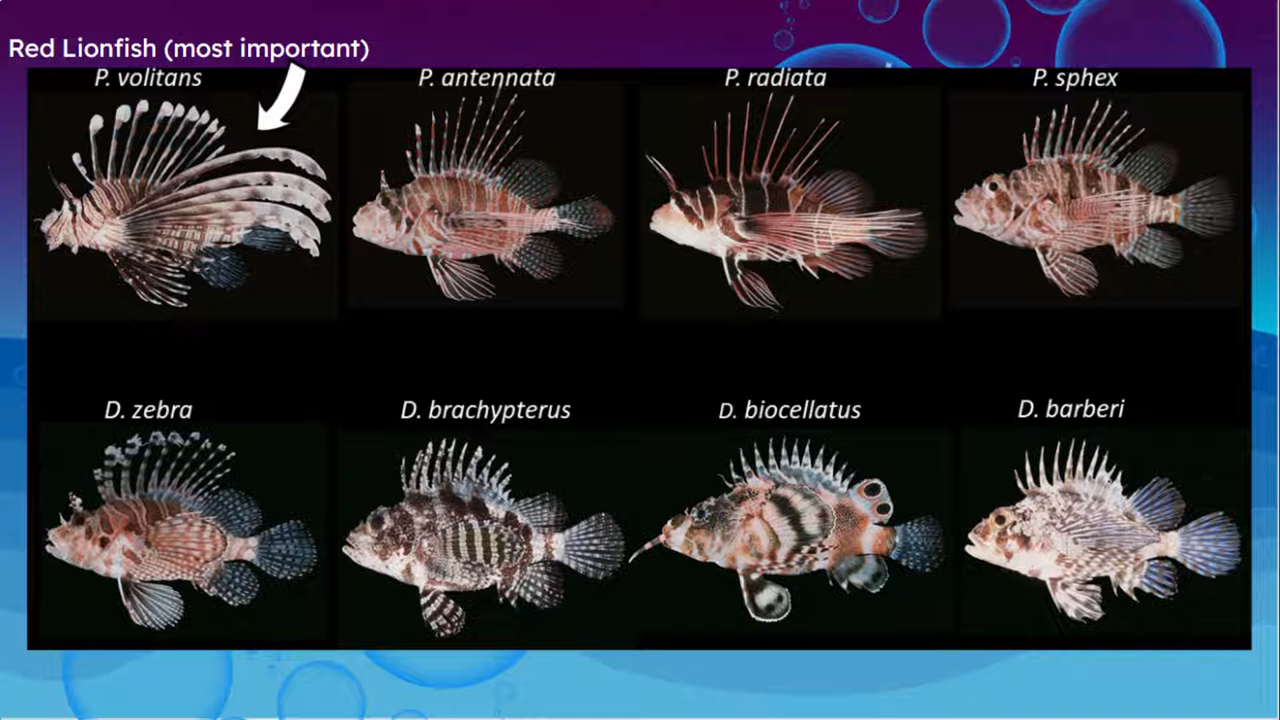 Red Lionfish (most important)
P. volitans
P. antennata
P. radiata
P. sphex
D. zebra
D. brachypterus
D. biocellatus
D. barberi